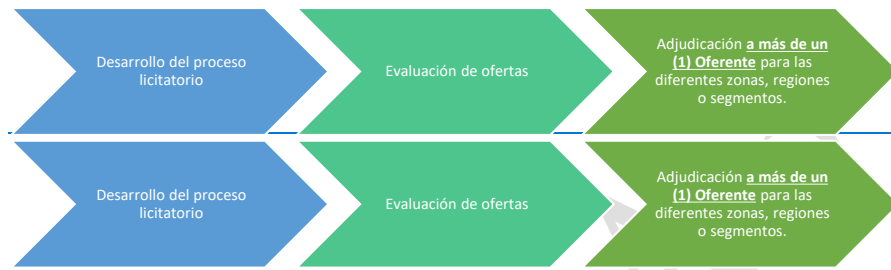 Desarrollo del proceso
licitatorio
Evaluación de ofertas
Adjudicación a más de un
(1) Oferente para las
diferentes zonas, regiones
o segmentos.
Desarrollo del proceso
licitatorio
Evaluación de ofertas
Adjudicación a más de un
(1) Oferente para las
diferentes zonas, regiones
o segmentos.